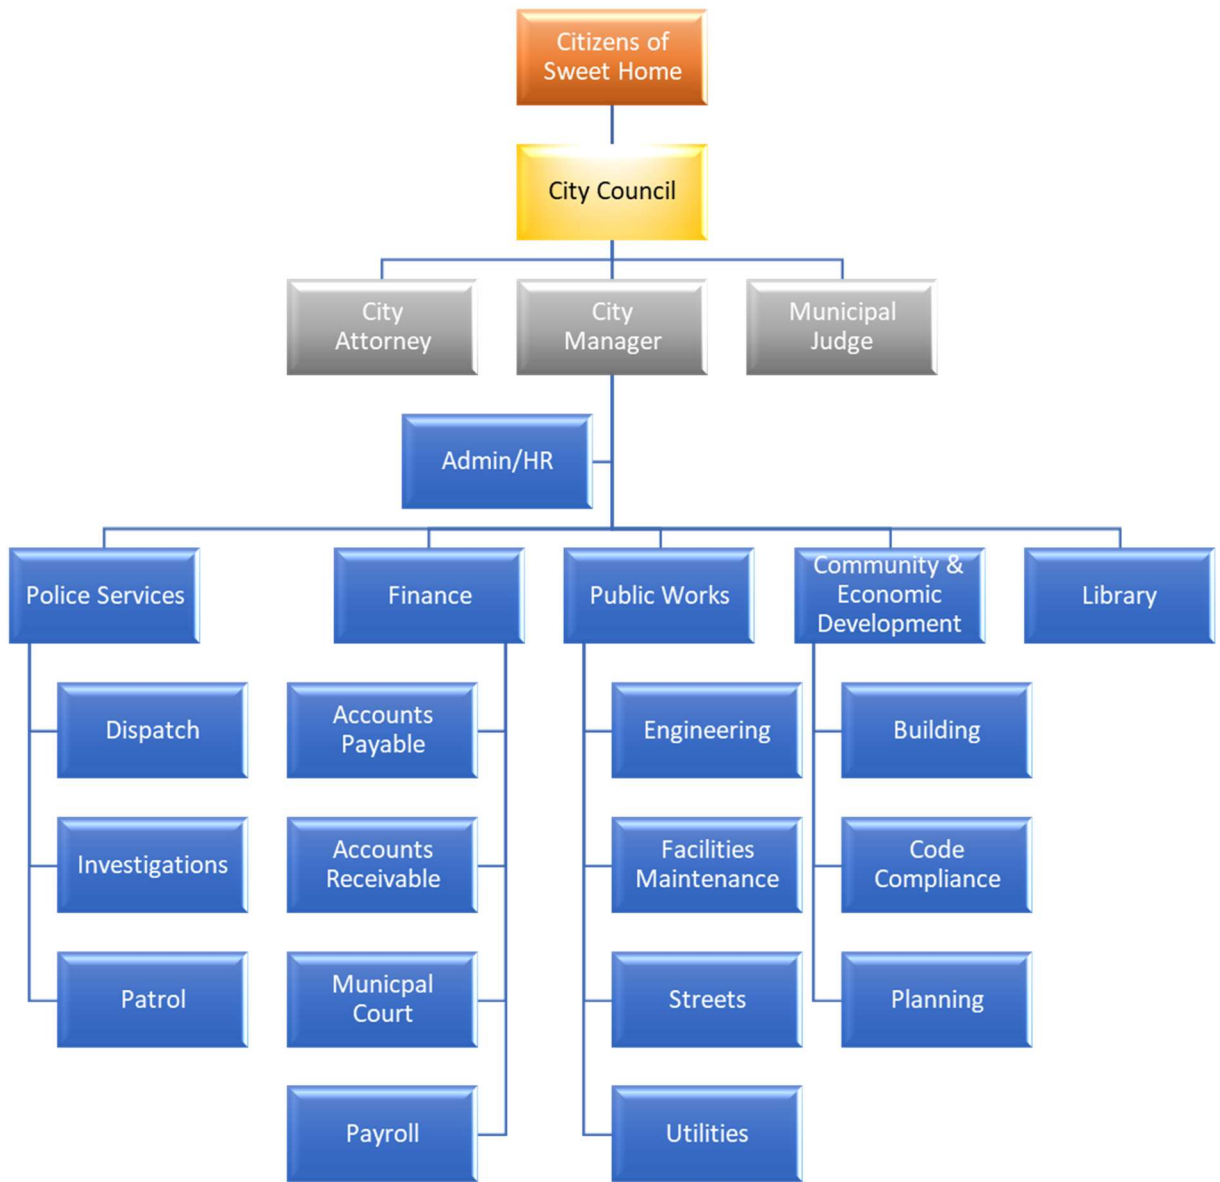 Citizens of
Sweet Home
City Council
City
Attorney
City
Manager
Municipal
Judge
Admin/HR
Police Services
Finance
Public Works
Community &
Economic
Development
Library
Dispatch
Accounts
Payable
Engineering
Building
Investigations
Accounts
Receivable
Facilities
Maintenance
Code
Compliance
Patrol
Municpal
Court
Streets
Planning
Payroll
Utilities